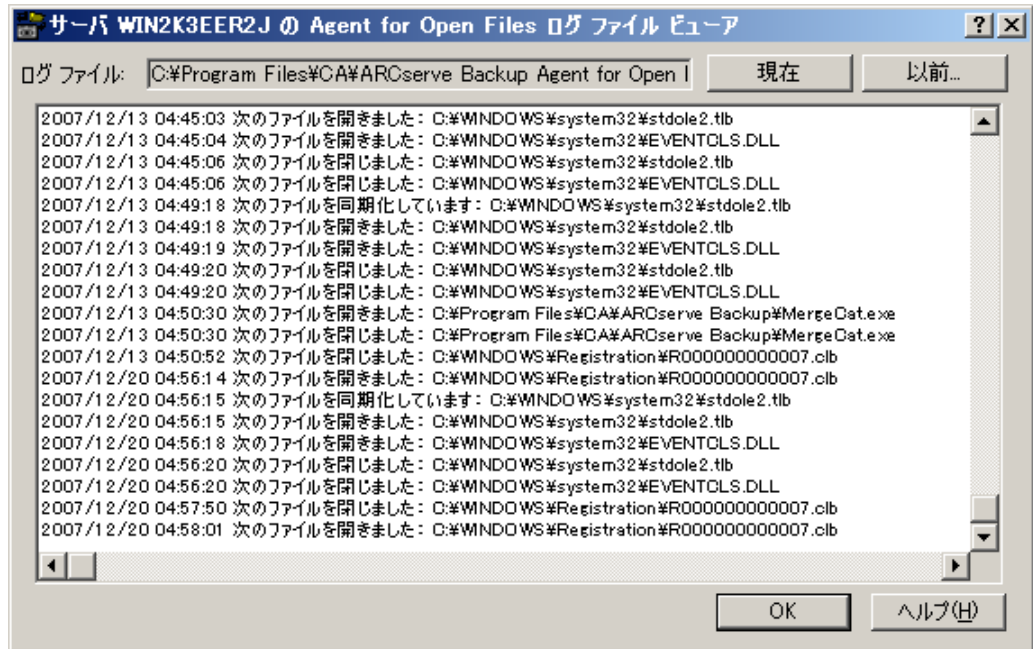 サーバ WIN2K3EER2J の Agent for Open Files ログ ファイル ビューア
ログ ファイル: C:¥Program Files¥CA¥ARCserve Backup Agent for Open 現在 以前...
2007/12/13 04:45:03 次のファイルを開きました: C:¥WINDOWS¥system32¥stdole2.tlb
2007/12/13 04:45:04 次のファイルを開きました: C:¥WINDOWS¥system32¥EVENTCLS.DLL
2007/12/13 04:45:06 次のファイルを閉じました: C:¥WINDOWS¥system32¥stdole2.tlb
2007/12/13 04:45:06 次のファイルを閉じました: C:¥WINDOWS¥system32¥EVENTCLS.DLL
2007/12/13 04:49:18 次のファイルを同期化しています: C:¥WINDOWS¥system32¥stdole2.tlb
2007/12/13 04:49:18 次のファイルを開きました: C:¥WINDOWS¥system32¥stdole2.tlb
2007/12/13 04:49:19 次のファイルを開きました: C:¥WINDOWS¥system32¥EVENTCLS.DLL
2007/12/13 04:49:20 次のファイルを閉じました: C:¥WINDOWS¥system32¥stdole2.tlb
2007/12/13 04:49:20 次のファイルを閉じました: C:¥WINDOWS¥system32¥EVENTCLS.DLL
2007/12/13 04:50:30 次のファイルを開きました: C:¥Program Files¥CA¥ARCserve Backup¥MergeCat.exe
2007/12/13 04:50:30 次のファイルを閉じました: C:¥Program Files¥CA¥ARCserve Backup¥MergeCat.exe
2007/12/13 04:50:52 次のファイルを開きました: C:¥WINDOWS¥Registration¥R000000000007.clb
2007/12/20 04:56:14 次のファイルを開きました: C:¥WINDOWS¥Registration¥R000000000007.clb
2007/12/20 04:56:15 次のファイルを同期化しています: C:¥WINDOWS¥system32¥stdole2.tlb
2007/12/20 04:56:15 次のファイルを開きました: C:¥WINDOWS¥system32¥stdole2.tlb
2007/12/20 04:56:18 次のファイルを開きました: C:¥WINDOWS¥system32¥EVENTCLS.DLL
2007/12/20 04:56:20 次のファイルを閉じました: C:¥WINDOWS¥system32¥stdole2.tlb
2007/12/20 04:56:20 次のファイルを閉じました: C:¥WINDOWS¥system32¥EVENTCLS.DLL
2007/12/20 04:57:50 次のファイルを閉じました: C:¥WINDOWS¥Registration¥R000000000007.clb
2007/12/20 04:58:01 次のファイルを開きました: C:¥WINDOWS¥Registration¥R000000000007.clb
OK ヘルプ(H)